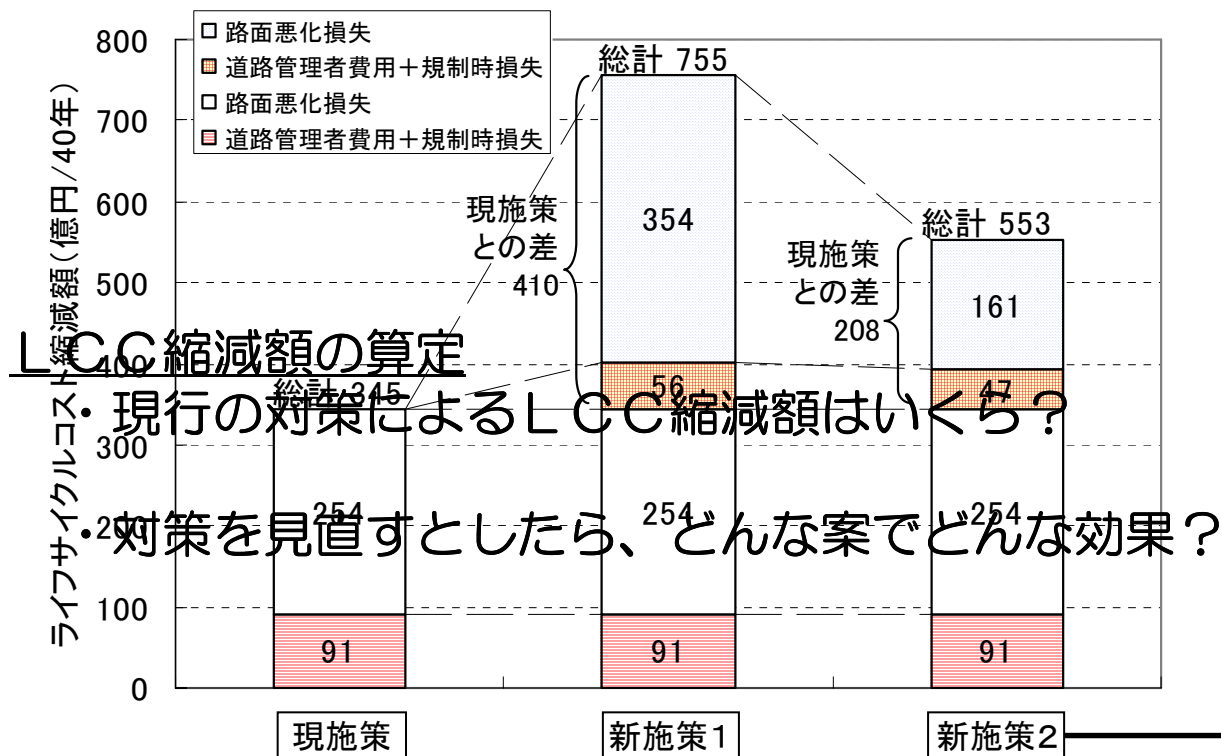 路面悪化損失
道路管理者費用+規制時損失
路面悪化損失
道路管理者費用+規制時損失
ライフサイクルコスト縮減額(億円/40年)
800
700
600
500
400
300
200
100
0
総計 755
現施策
との差
410
354
総計 553
現施策
との差
208
161
LCC縮減額の算定
総計 345
56
47
・現行の対策によるLCC縮減額はいくら?
254
254
254
・対策を見直すとしたら、どんな案でどんな効果?
91
91
91
現施策
新施策1
新施策2